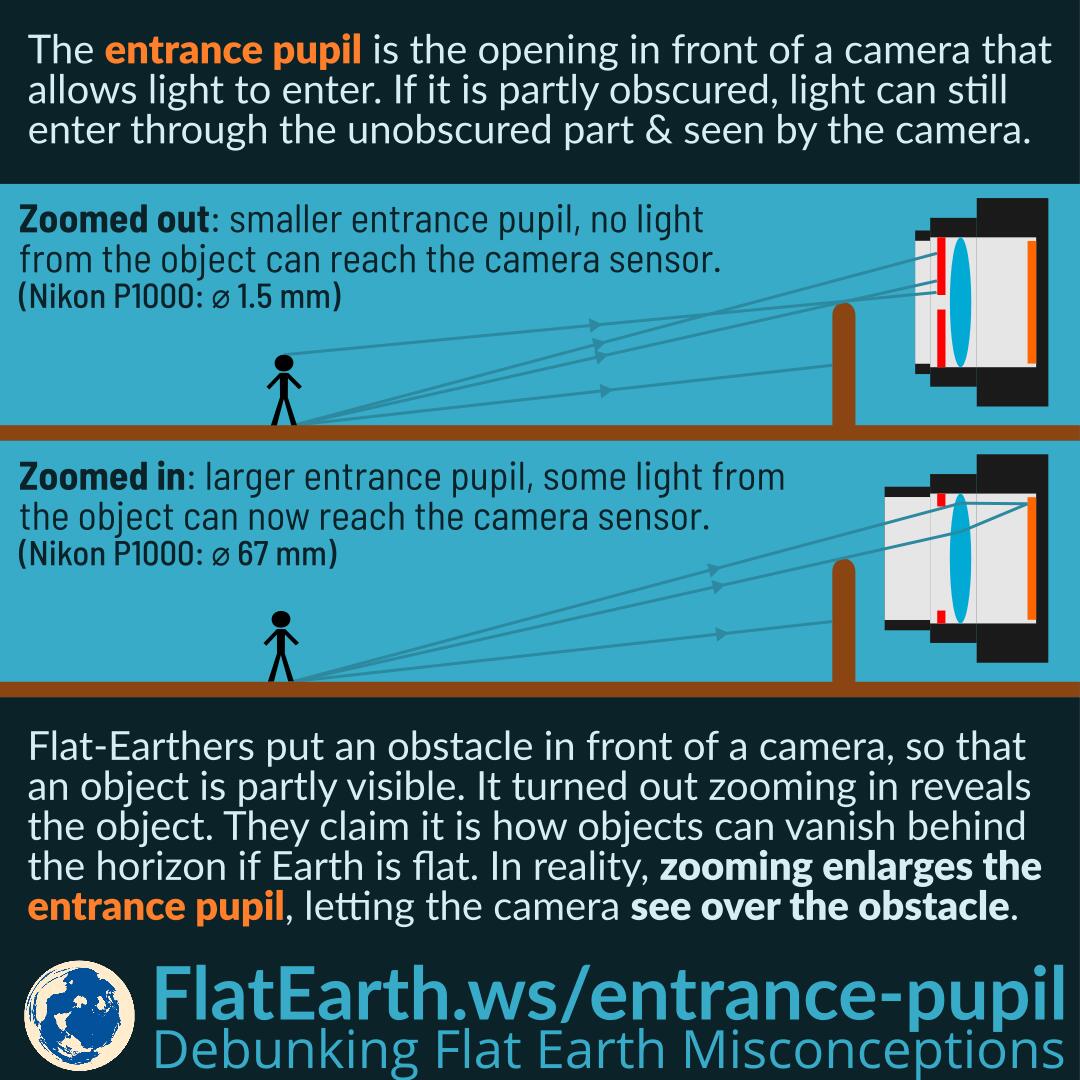 The entrance pupil is the opening in front of a camera that
allows light to enter. If it is partly obscured, light can still
enter through the unobscured part & seen by the camera.
Zoomed out: smaller entrance pupil, no light
from the object can reach the camera sensor.
(Nikon P1000: ⌀ 1.5 mm)
Zoomed in: larger entrance pupil, some light from
the object can now reach the camera sensor.
(Nikon P1000: ⌀ 67 mm)
Flat-Earthers put an obstacle in front of a camera, so that
an object is partly visible. It turned out zooming in reveals
the object. They claim it is how objects can vanish behind
the horizon if Earth is flat. In reality, zooming enlarges the
entrance pupil, letting the camera see over the obstacle.
FlatEarth.ws/entrance-pupil
Debunking Flat Earth Misconceptions